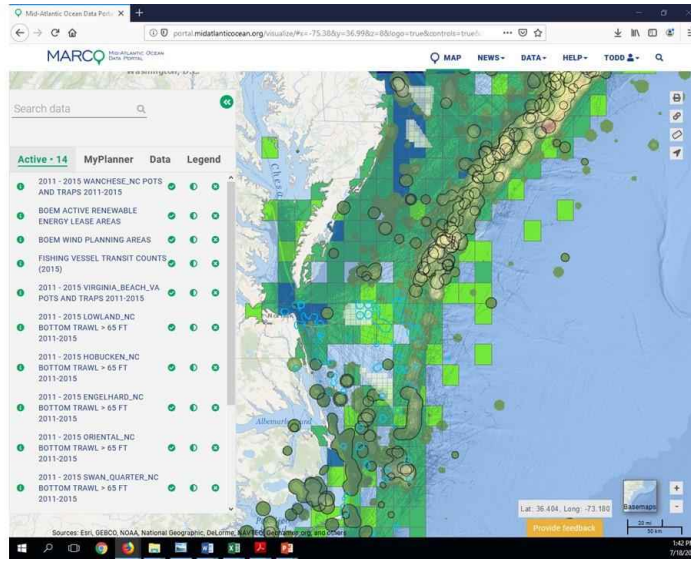 Mid-Atlantic Ocean Data Porta
portal.midatlanticocean.org/visualize/#x=-75.38&y=36.99&z=8&logo=true&controls=true&
MARCO MID-ATLANTIC OCEAN
DATA PORTAL
MAP NEWS DATA HELP TODD
Washington, D.C.
Search data
Active • 14 MyPlanner Data Legend
2011 - 2015 WANCHESE_NC POTS
AND TRAPS 2011-2015
BOEM ACTIVE RENEWABLE
ENERGY LEASE AREAS
BOEM WIND PLANNING AREAS
FISHING VESSEL TRANSIT COUNTS
(2015)
2011 - 2015 VIRGINIA_BEACH_VA
POTS AND TRAPS 2011-2015
2011 - 2015 LOWLAND_NC
BOTTOM TRAWL > 65 FT
2011-2015
2011 - 2015 HOBUCKEN_NC
BOTTOM TRAWL > 65 FT
2011-2015
2011 - 2015 ENGELHARD_NC
BOTTOM TRAWL > 65 FT
2011-2015
2011 - 2015 ORIENTAL_NC
BOTTOM TRAWL > 65 FT
2011-2015
2011 - 2015 SWAN_QUARTER_NC
BOTTOM TRAWL > 65 FT
2011-2015
Ches
Lat: 36.404, Long: -73.180
Basemaps
Provide feedback
20 mi
50 km
Sources: Esri, GEBCO, NOAA, National Geographic, DeLorme, NAVTEQ, Geonames.org, and others
1:42 P
7/18/20